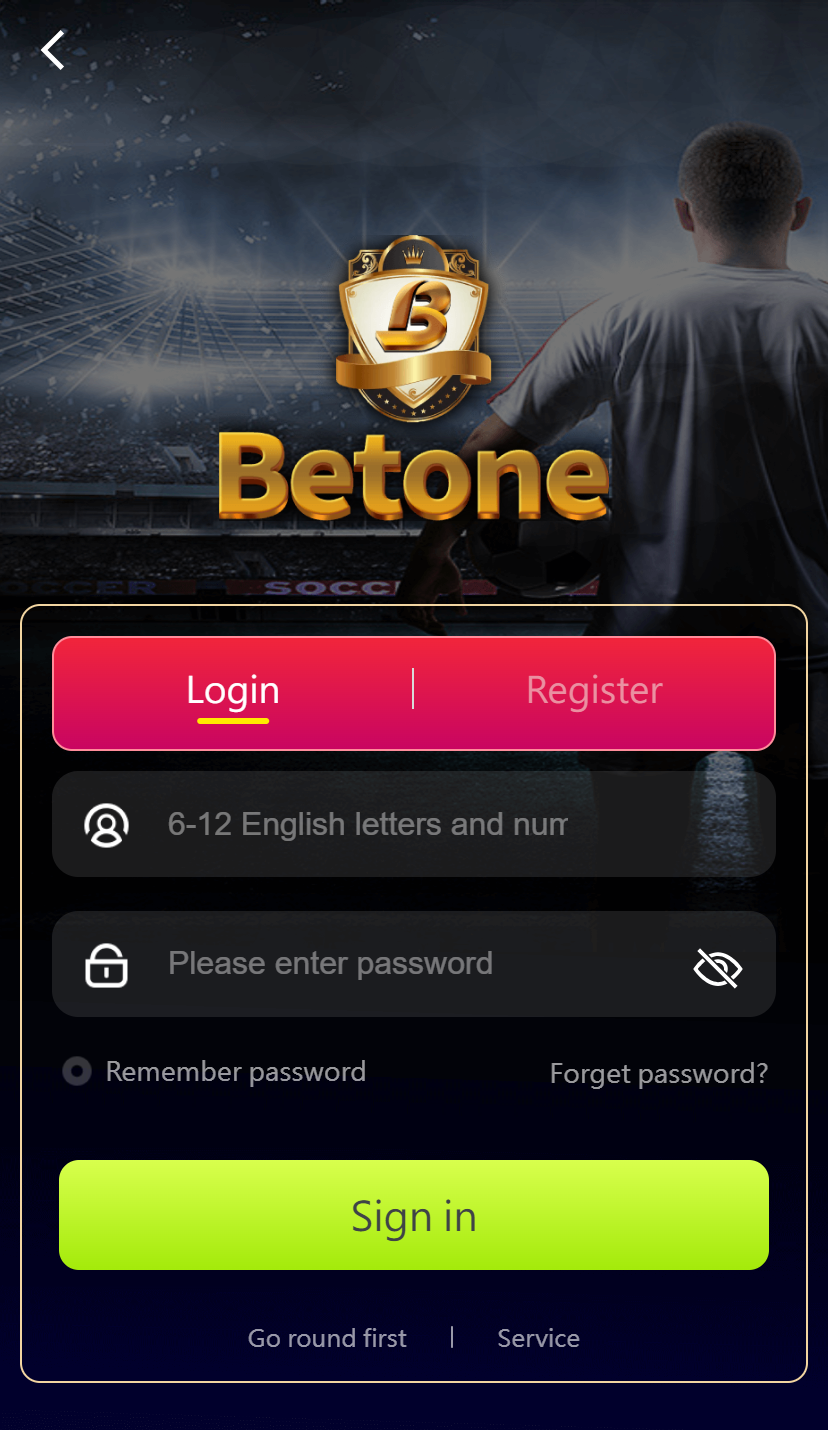 B
Betone
SOCCER SOCC
Login | Register
6-12 English letters and num
Please enter password
Remember password Forget password?
Sign in
Go round first | Service